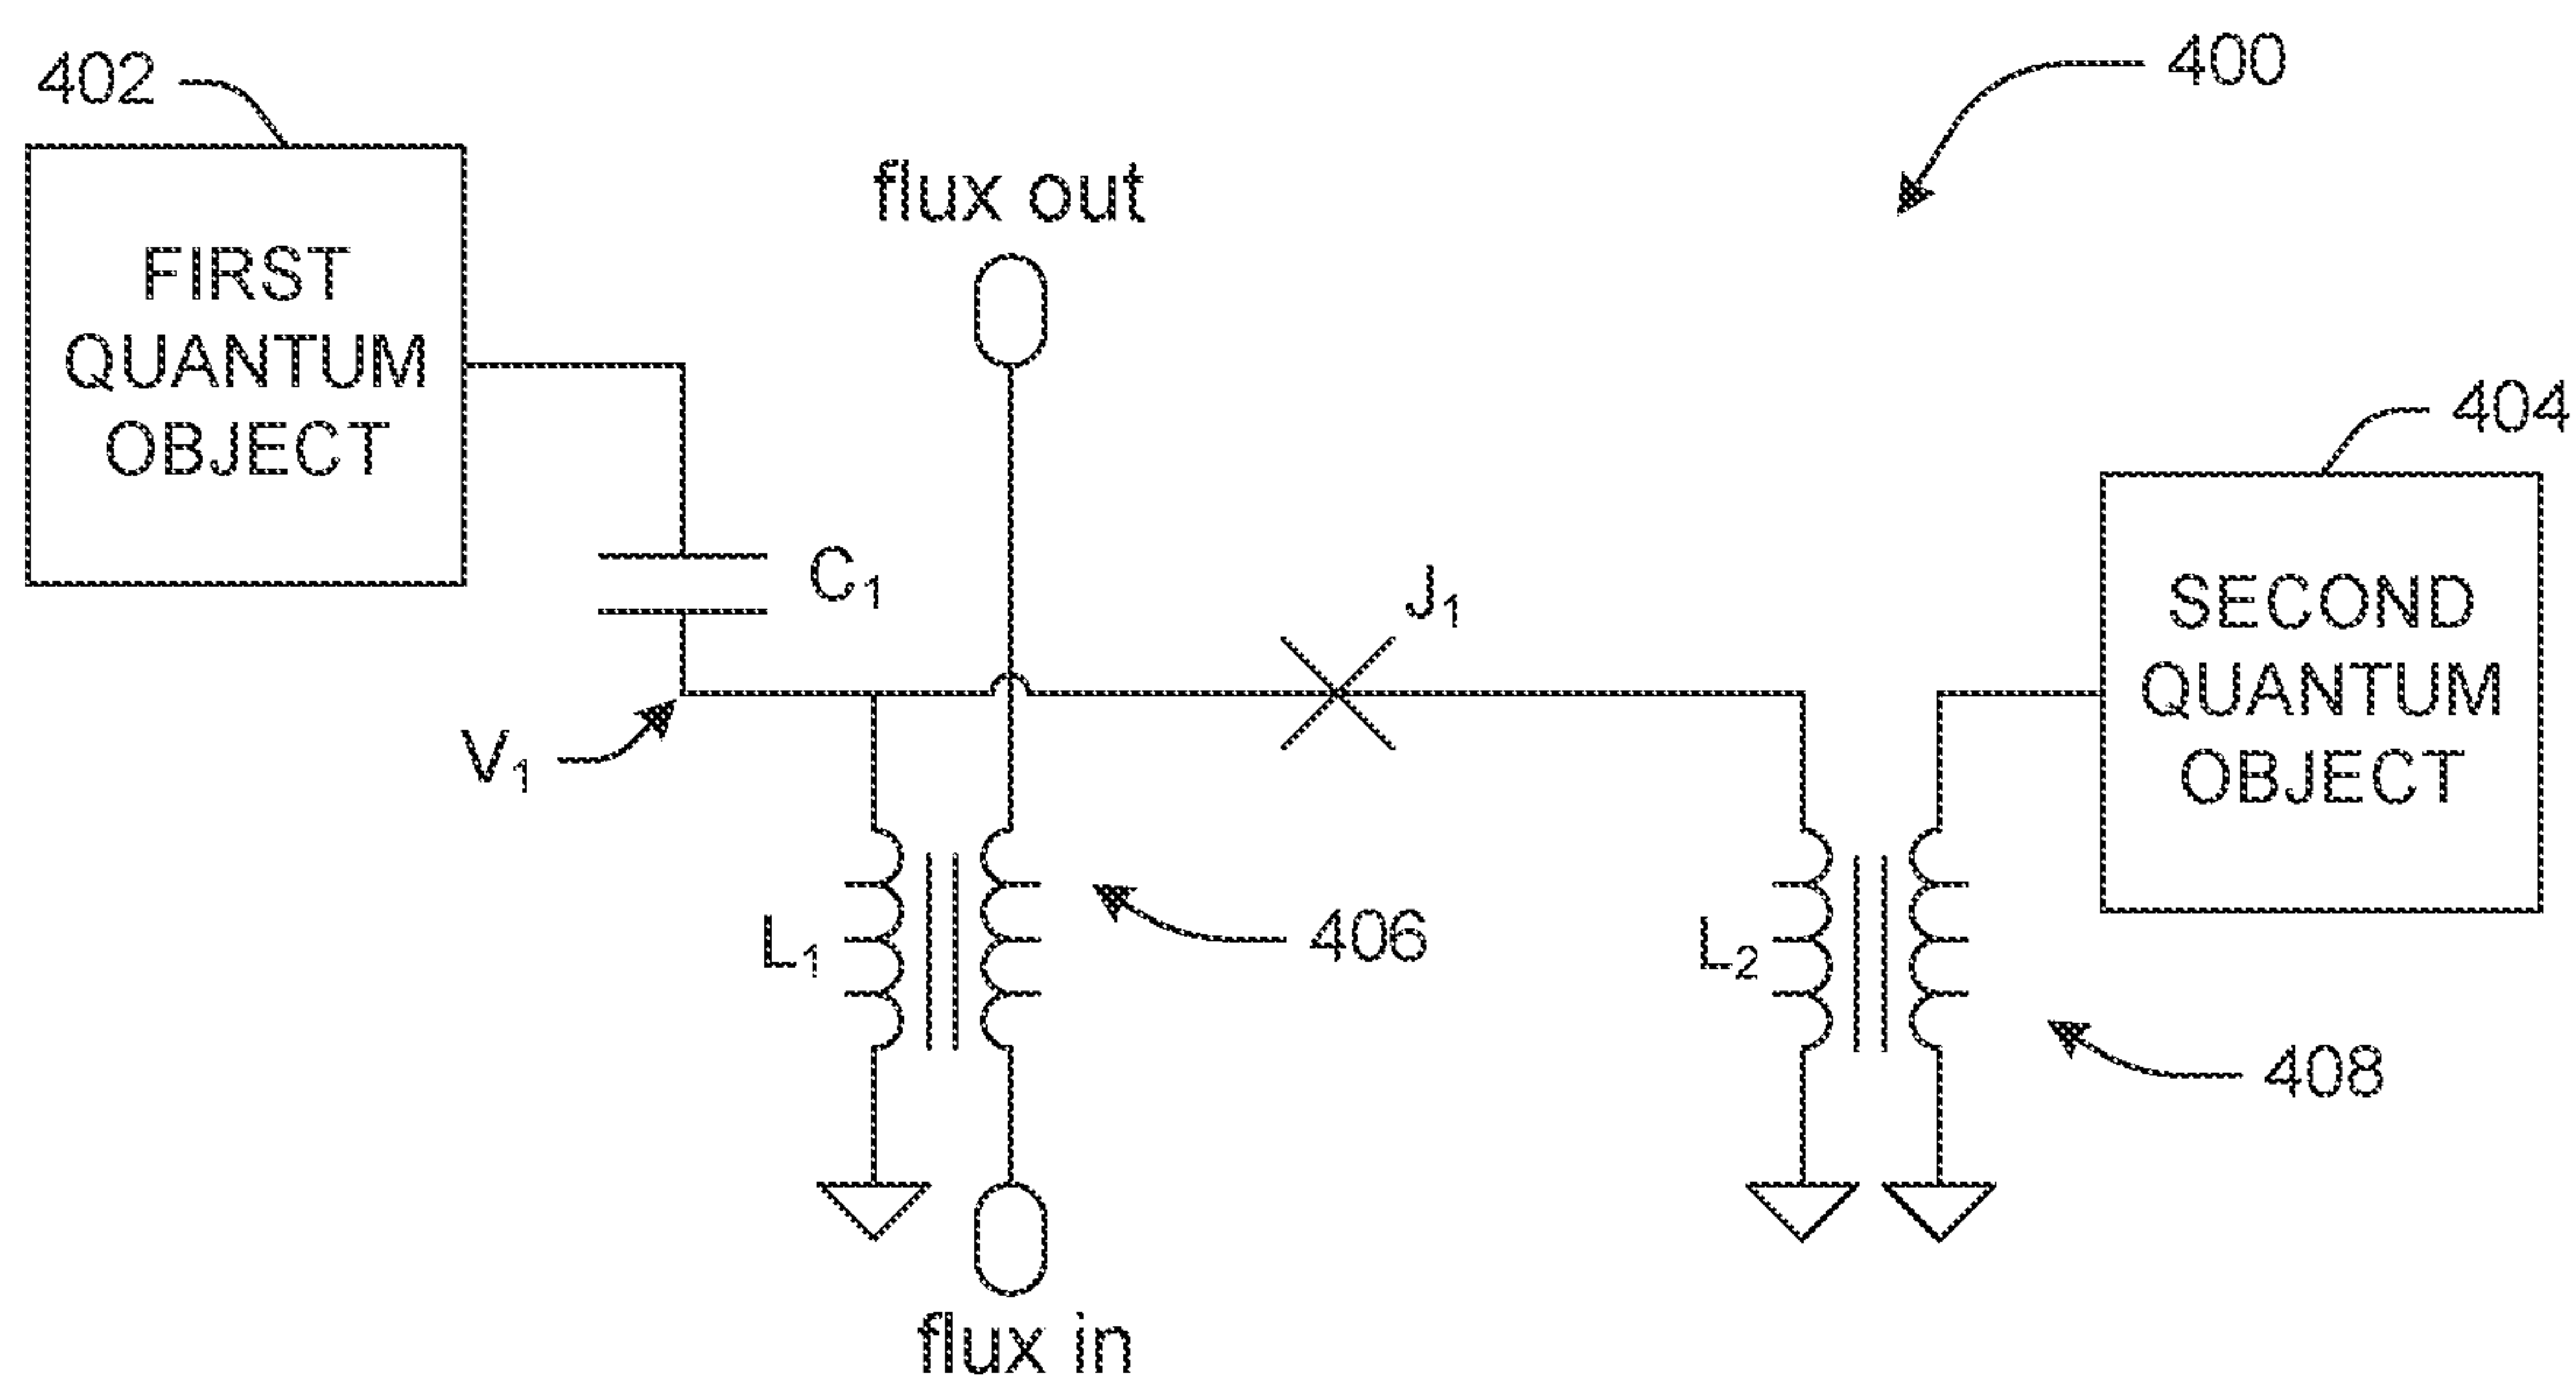 402
400
FIRST
QUANTUM
OBJECT
flux out
404
C₁
J₁
SECOND
QUANTUM
OBJECT
V₁
L₁
406
L₂
408
flux in